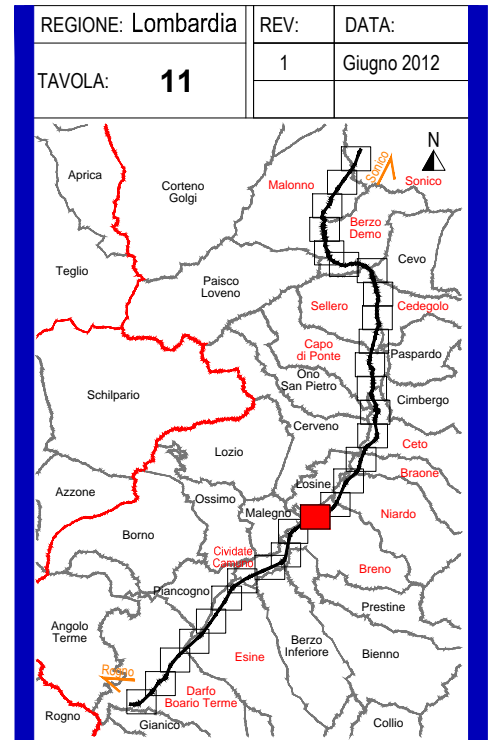 REGIONE: Lombardia
REV:
DATA:
TAVOLA: 11
1
Giugno 2012
N
Sonico
Aprica
Corteno
Golgi
Malonno
Sonico
Berzo
Demo
Cevo
Teglio
Paisco
Loveno
Sellero
Cedegolo
Capo
di Ponte
Paspardo
Ono
San Pietro
Schilpario
Cimbergo
Cerveno
Ceto
Lozio
Braone
Losine
Azzone
Ossimo
Malegno
Niardo
Borno
Cividate
Camuno
Breno
Piancogno
Prestine
Angolo
Terme
Berzo
Inferiore
Bienno
Esine
Rogno
Darfo
Boario Terme
Rogno
Gianico
Collio